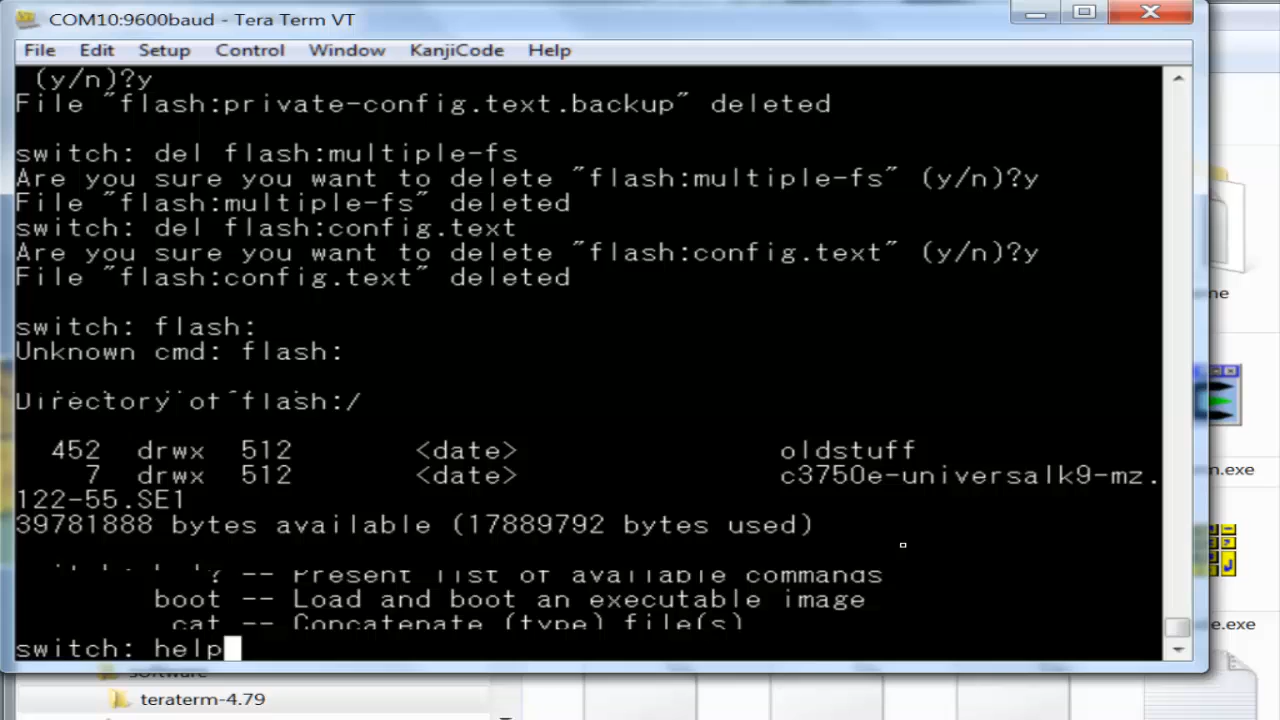 COM10:9600baud - Tera Term VT
File Edit Setup Control Window KanjiCode Help
(y/n)?y
File "flash:private-config.text.backup" deleted
switch: del flash:multiple-fs
Are you sure you want to delete "flash:multiple-fs" (y/n)?y
File "flash:multiple-fs" deleted
switch: del flash:config.text
Are you sure you want to delete "flash:config.text" (y/n)?y
File "flash:config.text" deleted
switch: flash:
Unknown cmd: flash:
Directory of flash:/
452 drwx 512 <date> oldstuff
7 drwx 512 <date> c3750e-universalk9-mz.
122-55.SE1
39781888 bytes available (17889792 bytes used)
? -- Present list of available commands
boot -- Load and boot an executable image
cat -- Concatenate (type) file(s)
switch: help
software
teraterm-4.79